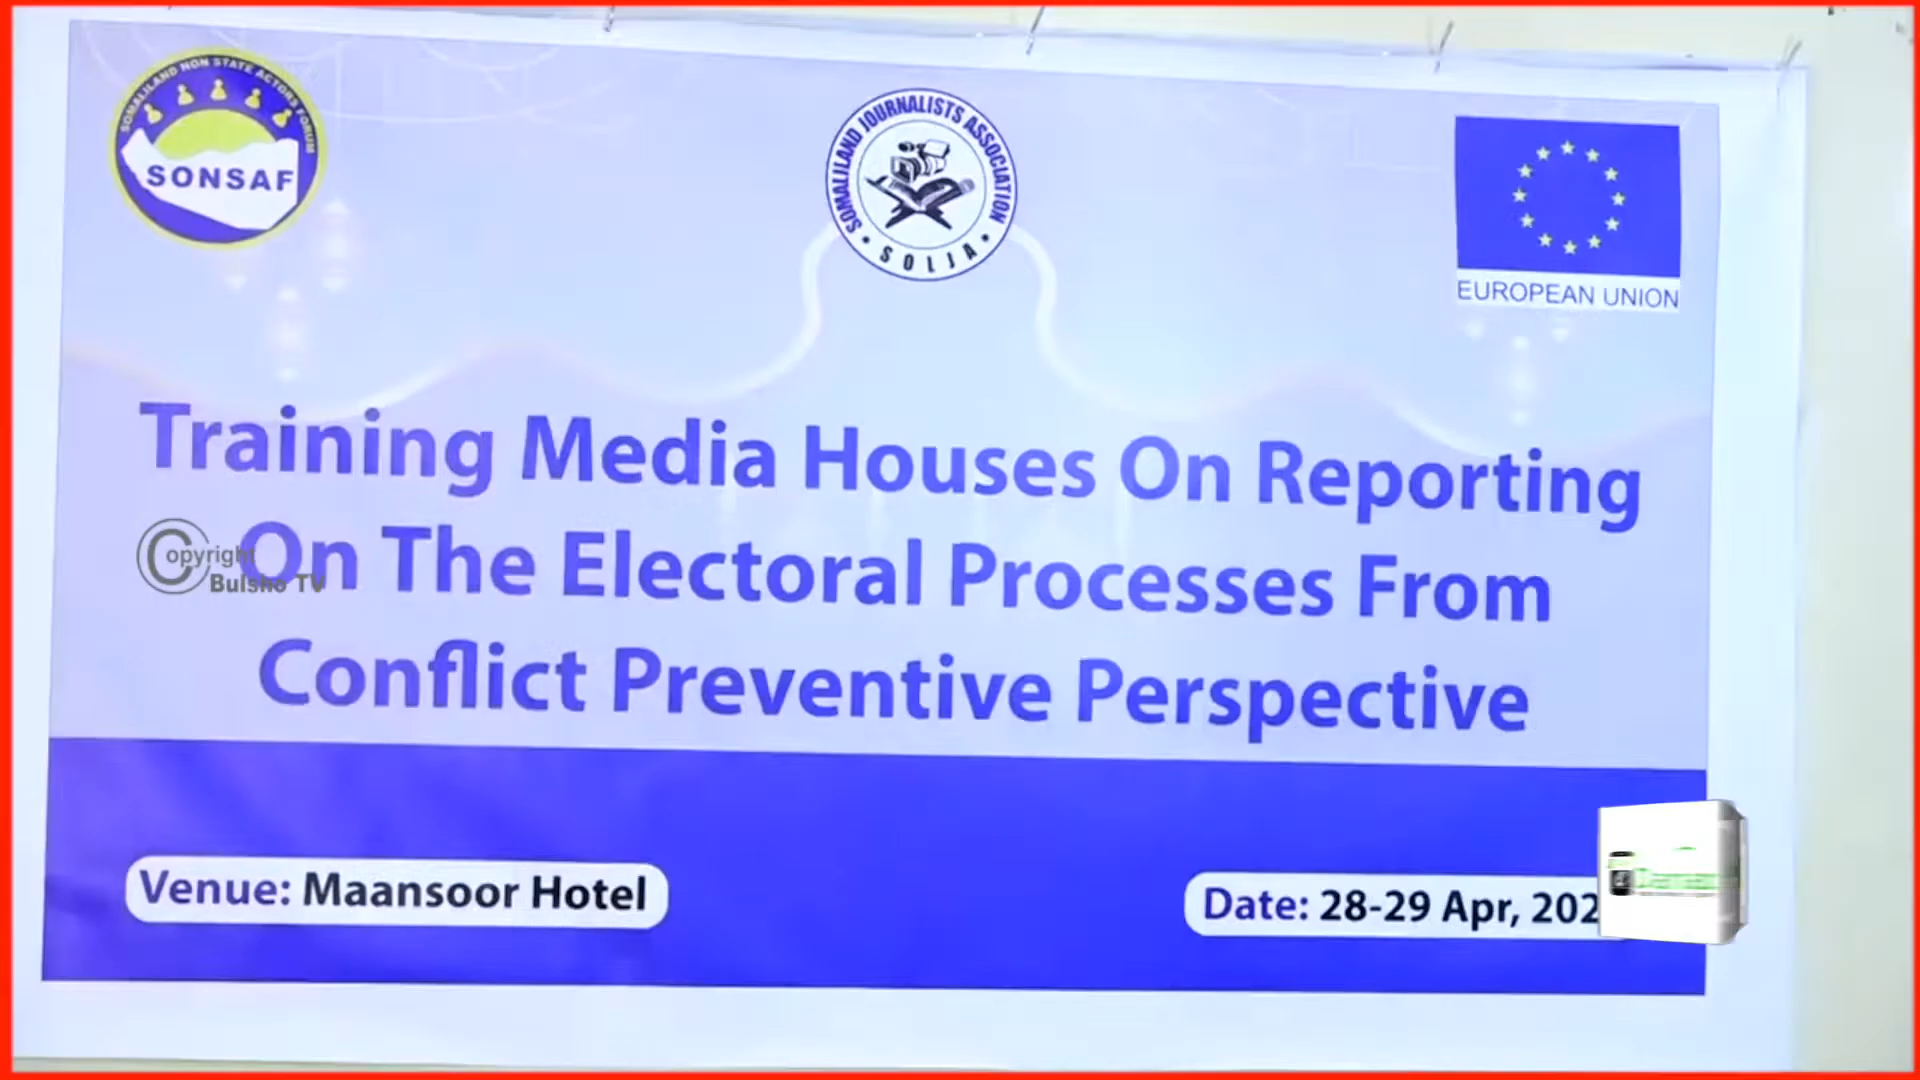 SOMALILAND NON STATE ACTORS FORUM
SONSAF
SOMALILAND JOURNALISTS ASSOCIATION
SOLJA
EUROPEAN UNION
Training Media Houses On Reporting
On The Electoral Processes From
Conflict Preventive Perspective
Copyright
Bulsho TV
Venue: Maansoor Hotel
Date: 28-29 Apr, 202